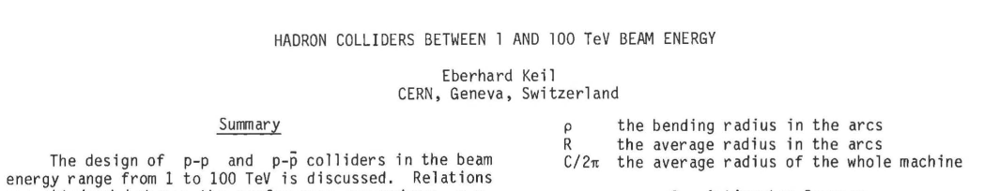 HADRON COLLIDERS BETWEEN 1 AND 100 TeV BEAM ENERGY
Eberhard Keil
CERN, Geneva, Switzerland
Summary
The design of p-p and p-p̄ colliders in the beam
energy range from 1 to 100 TeV is discussed. Relations
ρ the bending radius in the arcs
R the average radius in the arcs
C/2π the average radius of the whole machine